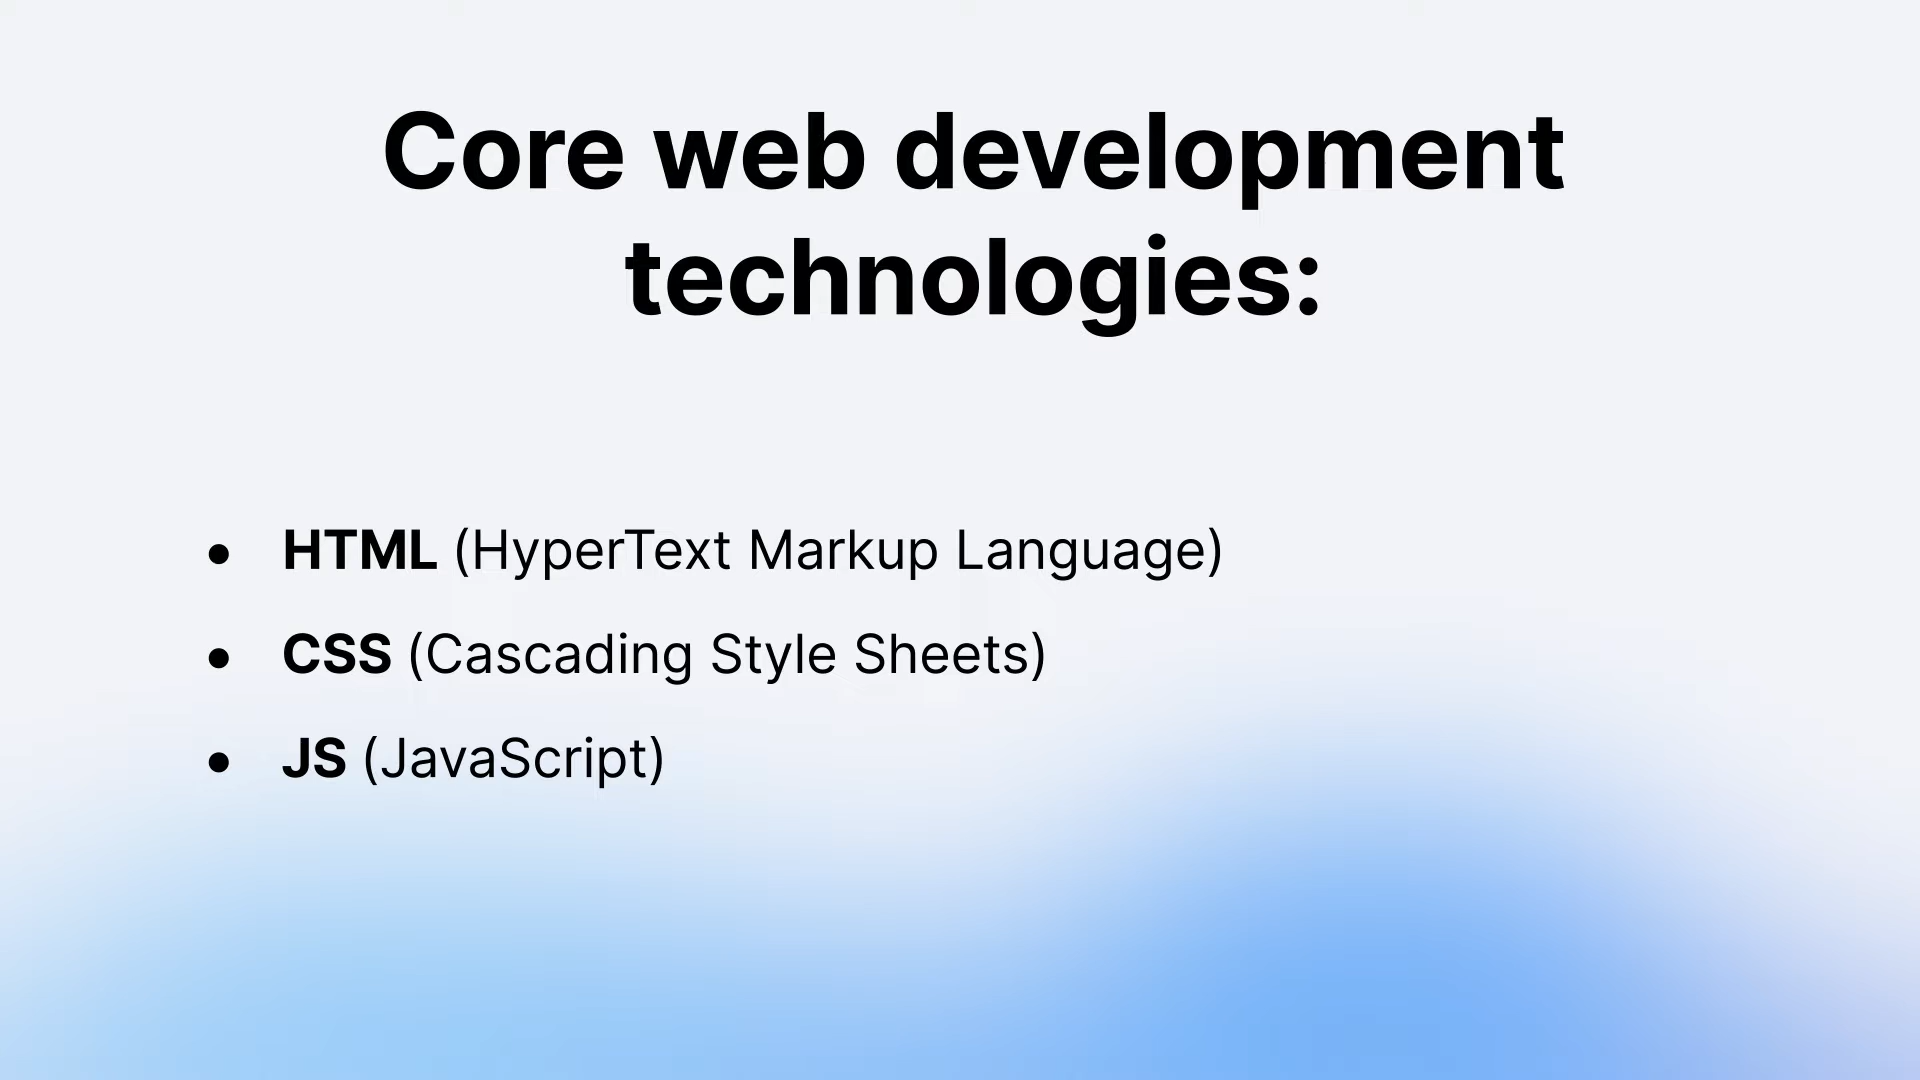 Core web development
technologies:
• HTML (HyperText Markup Language)
• CSS (Cascading Style Sheets)
• JS (JavaScript)